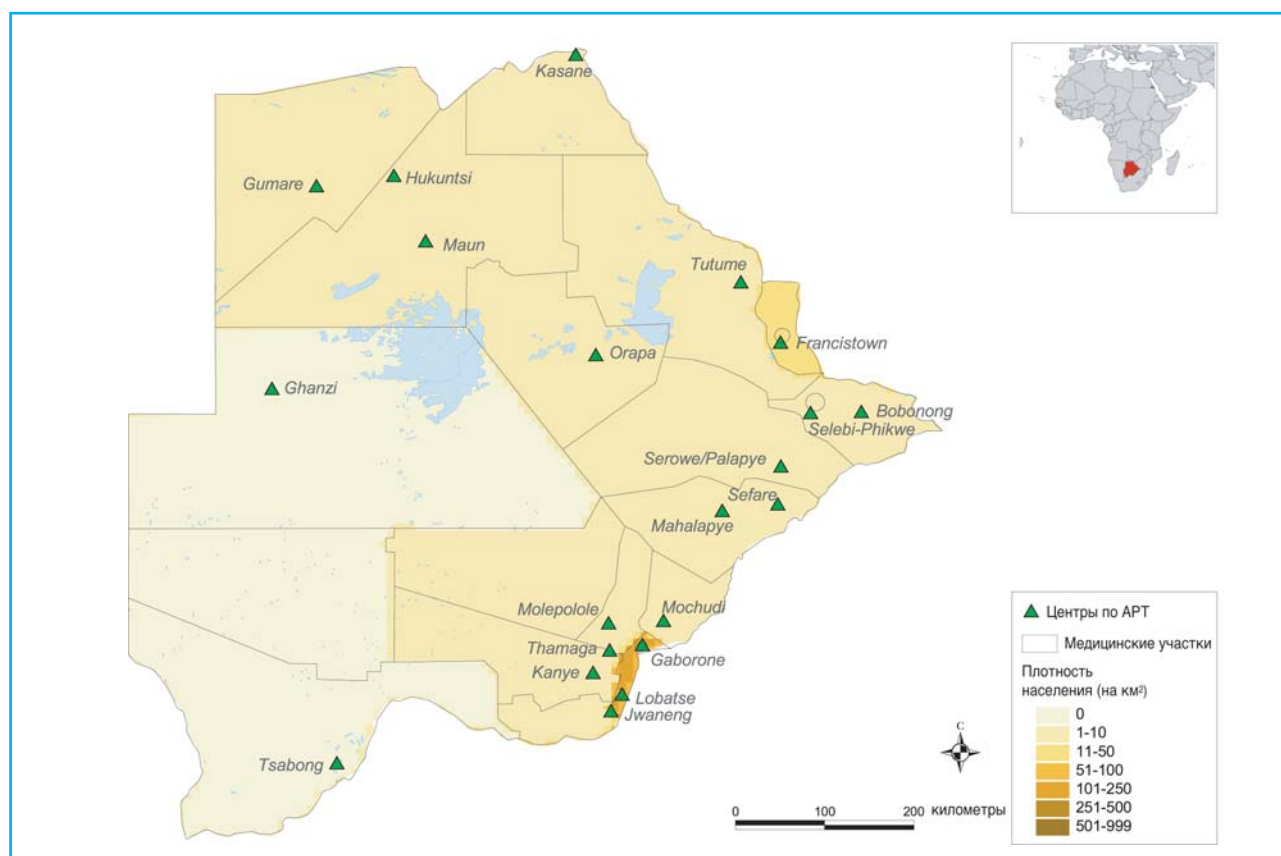 Kasane
Gumare
Hukuntsi
Maun
Tutume
Francistown
Orapa
Ghanzi
Bobonong
Selebi-Phikwe
Serowe/Palapye
Sefare
Mahalapye
Molepolole
Mochudi
Thamaga
Gaborone
Kanye
Lobatse
Jwaneng
Tsabong
С
0 100 200 километры
Центры по АРТ
Медицинские участки
Плотность
населения (на км²)
0
1-10
11-50
51-100
101-250
251-500
501-999